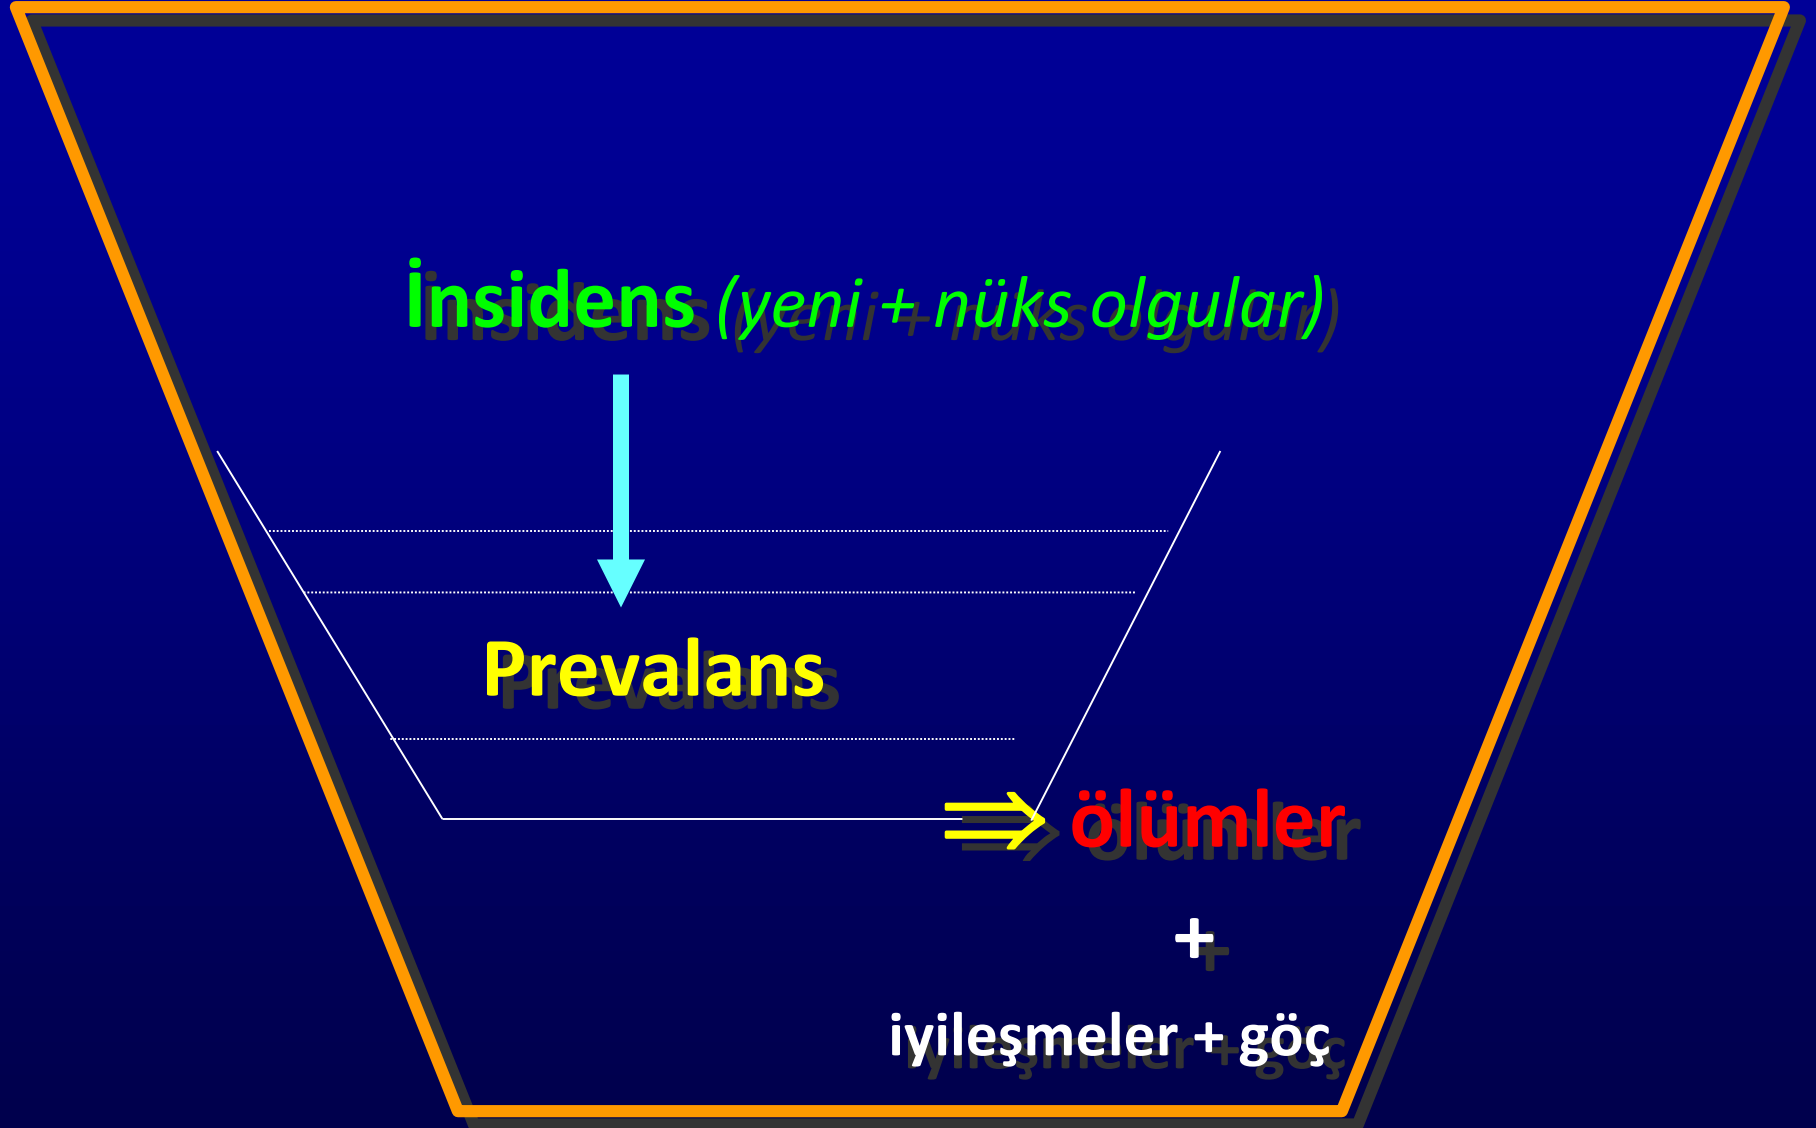 İnsidens (yeni + nüks olgular)
Prevalans
⇒ ölümler
+
iyileşmeler + göç